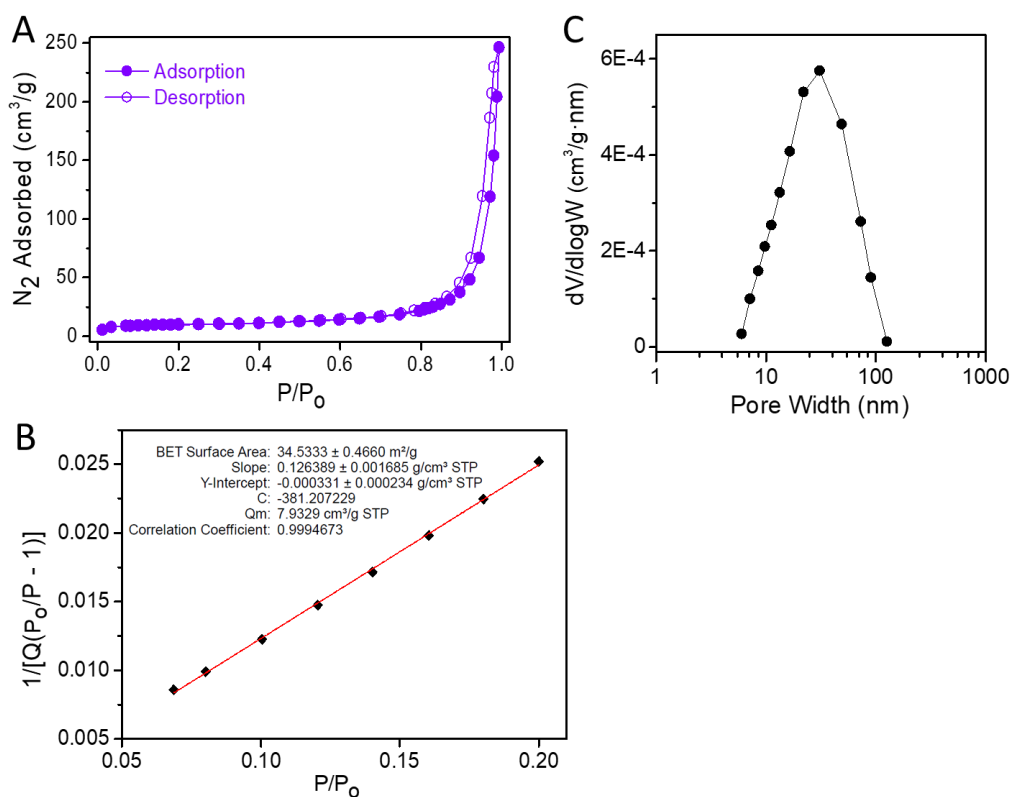 A
N₂ Adsorbed (cm³/g)
250
200
150
100
50
0
Adsorption
Desorption
0.0 0.2 0.4 0.6 0.8 1.0
P/Pₒ
C
dV/dlogW (cm³/g·nm)
6E-4
4E-4
2E-4
0
1 10 100 1000
Pore Width (nm)
B
1/[Q(Pₒ/P - 1)]
0.025
0.020
0.015
0.010
0.005
BET Surface Area: 34.5333 ± 0.4660 m²/g
Slope: 0.126389 ± 0.001685 g/cm³ STP
Y-Intercept: -0.000331 ± 0.000234 g/cm³ STP
C: -381.207229
Qm: 7.9329 cm³/g STP
Correlation Coefficient: 0.9994673
0.05 0.10 0.15 0.20
P/Pₒ